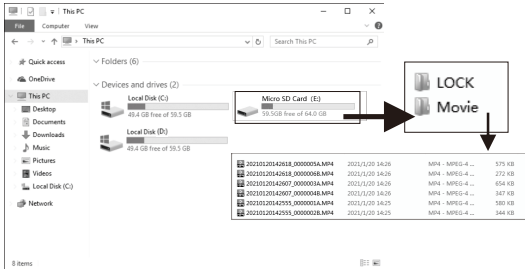 This PC
File Computer View
This PC
Search This PC
Quick access
OneDrive
This PC
Desktop
Documents
Downloads
Music
Pictures
Videos
Local Disk (C:)
Network
Folders (6)
Devices and drives (2)
Local Disk (C:)
49.4 GB free of 59.5 GB
Micro SD Card (E:)
59.5GB free of 64.0 GB
Local Disk (D:)
49.4 GB free of 59.5 GB
LOCK
Movie
20210120142618_0000005A.MP4 2021/1/20 14:26 MP4 - MPEG-4 ... 575 KB
20210120142618_0000006B.MP4 2021/1/20 14:26 MP4 - MPEG-4 ... 272 KB
20210120142607_0000003A.MP4 2021/1/20 14:26 MP4 - MPEG-4 ... 654 KB
20210120142607_0000004B.MP4 2021/1/20 14:26 MP4 - MPEG-4 ... 347 KB
20210120142555_0000001A.MP4 2021/1/20 14:25 MP4 - MPEG-4 ... 580 KB
20210120142555_0000002B.MP4 2021/1/20 14:25 MP4 - MPEG-4 ... 344 KB
8 items